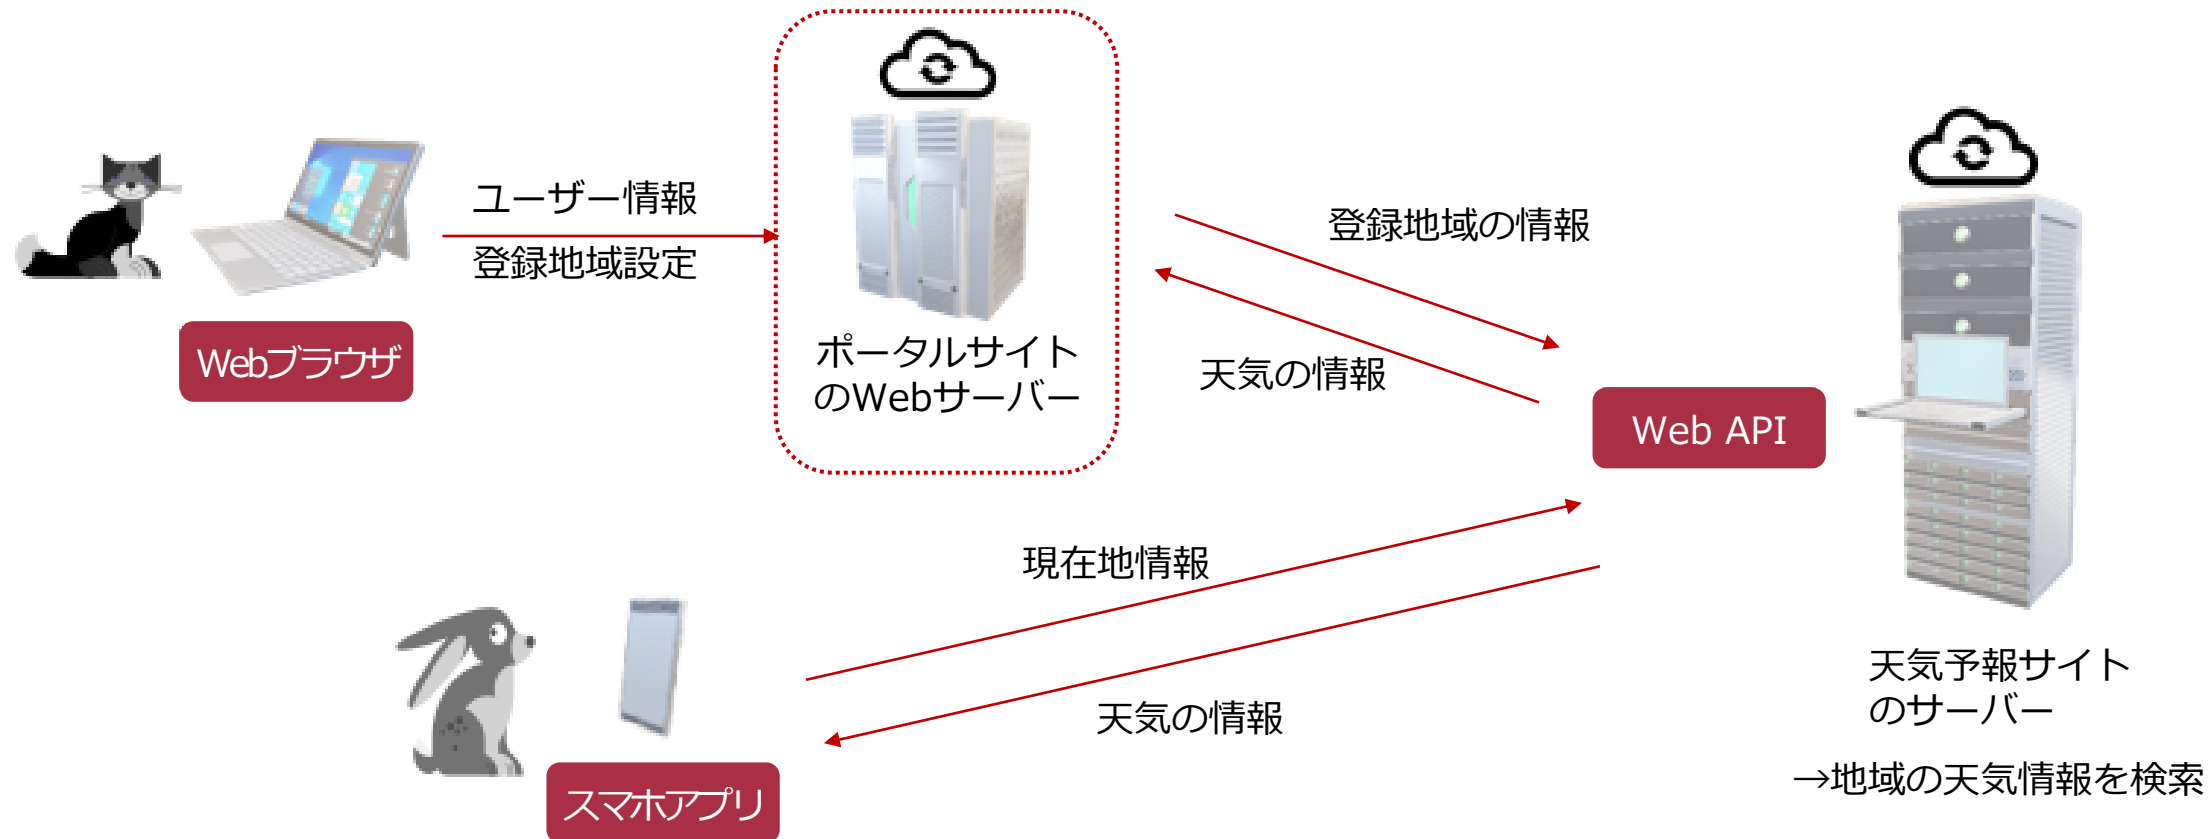 ユーザー情報
登録地域設定
Webブラウザ
ポータルサイト
のWebサーバー
登録地域の情報
天気の情報
Web API
現在地情報
天気の情報
スマホアプリ
天気予報サイト
のサーバー
→地域の天気情報を検索